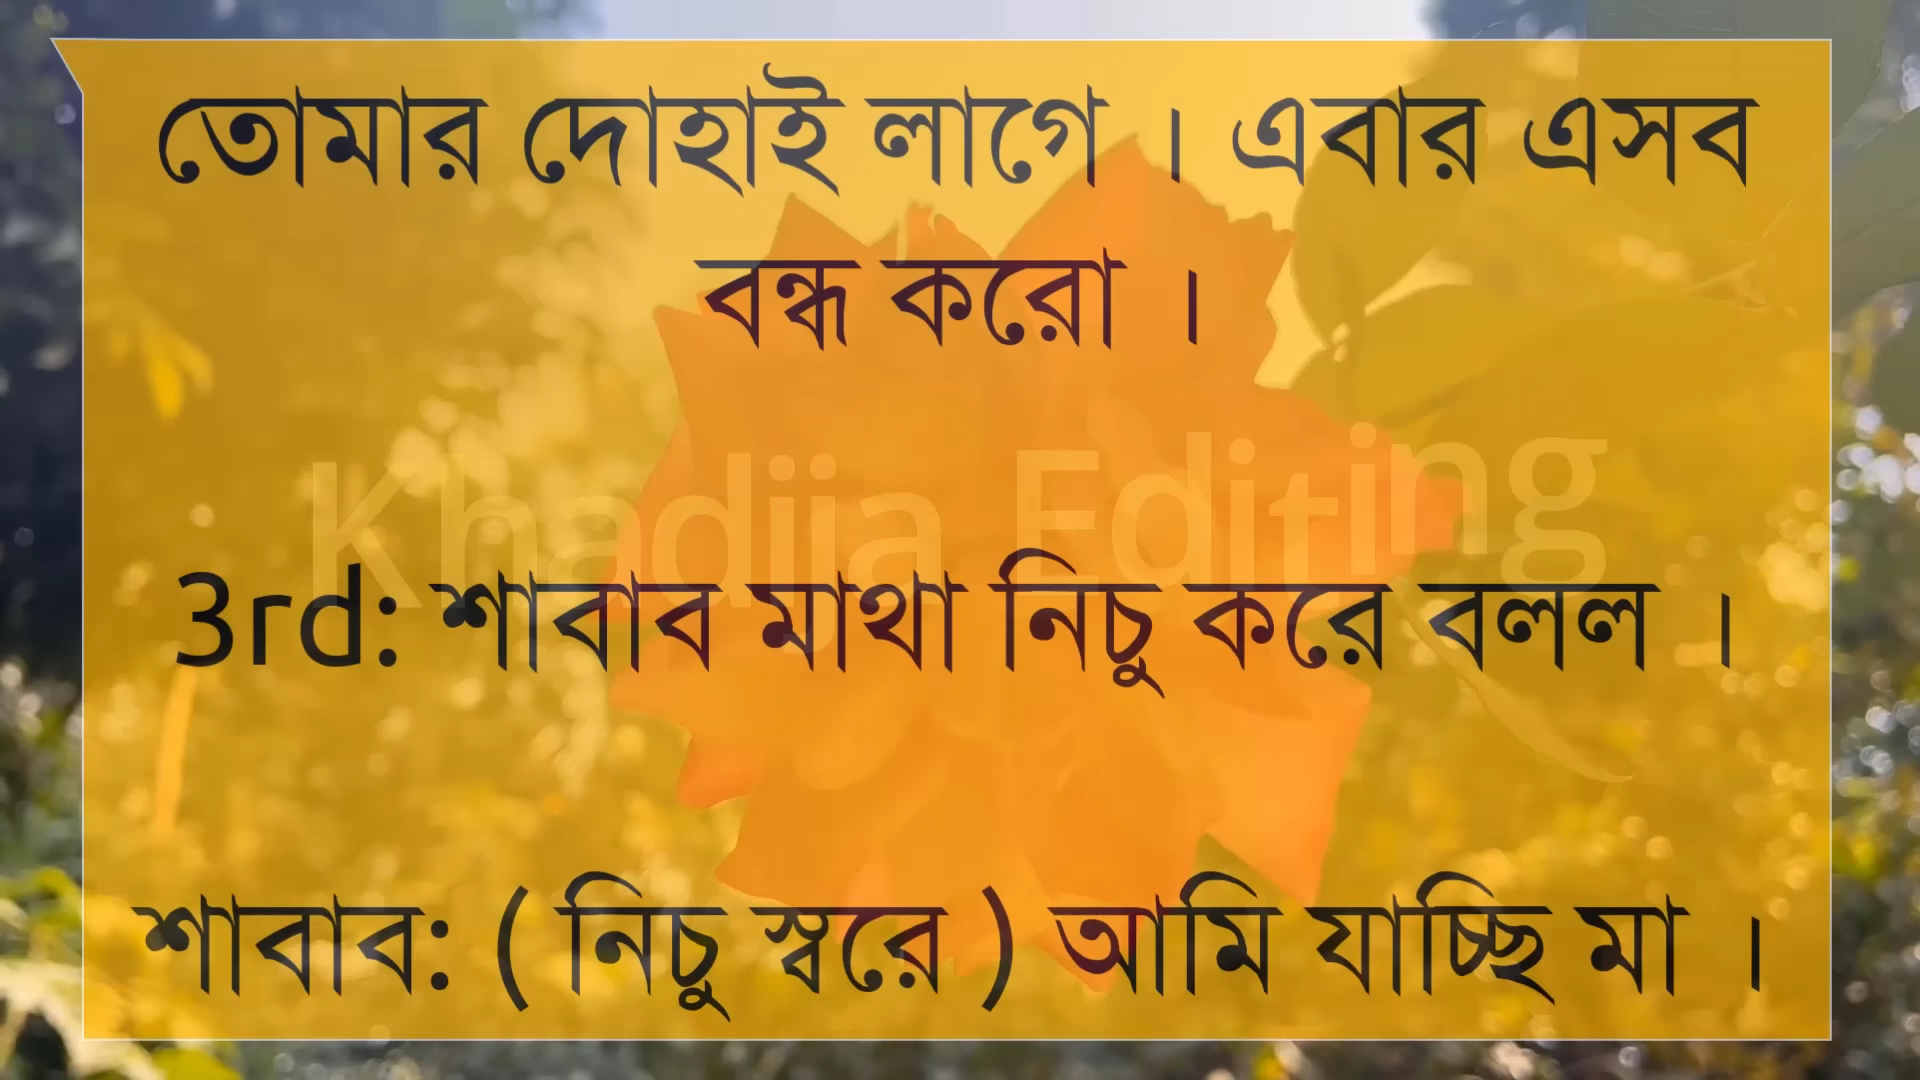 তোমার দোহাই লাগে । এবার এসব
বন্ধ করো ।
Khadija Editing
3rd: শাবাব মাথা নিচু করে বলল ।
শাবাব: ( নিচু স্বরে ) আমি যাচ্ছি মা ।